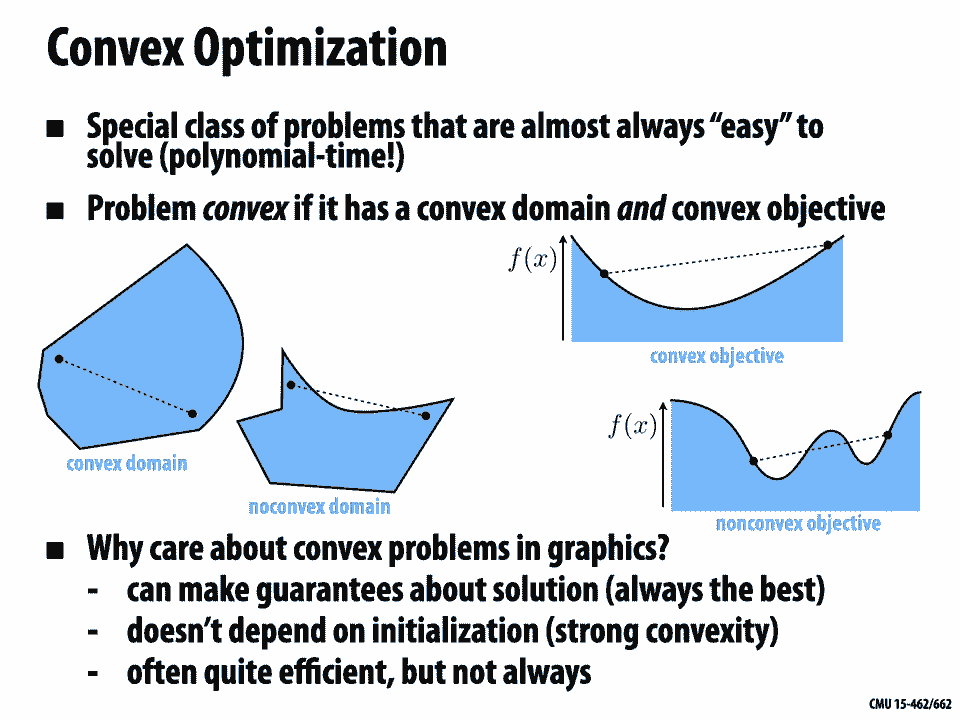 Convex Optimization
■ Special class of problems that are almost always “easy” to
solve (polynomial-time!)
■ Problem convex if it has a convex domain and convex objective
f(x)
convex objective
f(x)
convex domain
noconvex domain
nonconvex objective
■ Why care about convex problems in graphics?
- can make guarantees about solution (always the best)
- doesn’t depend on initialization (strong convexity)
- often quite efficient, but not always
CMU 15-462/662